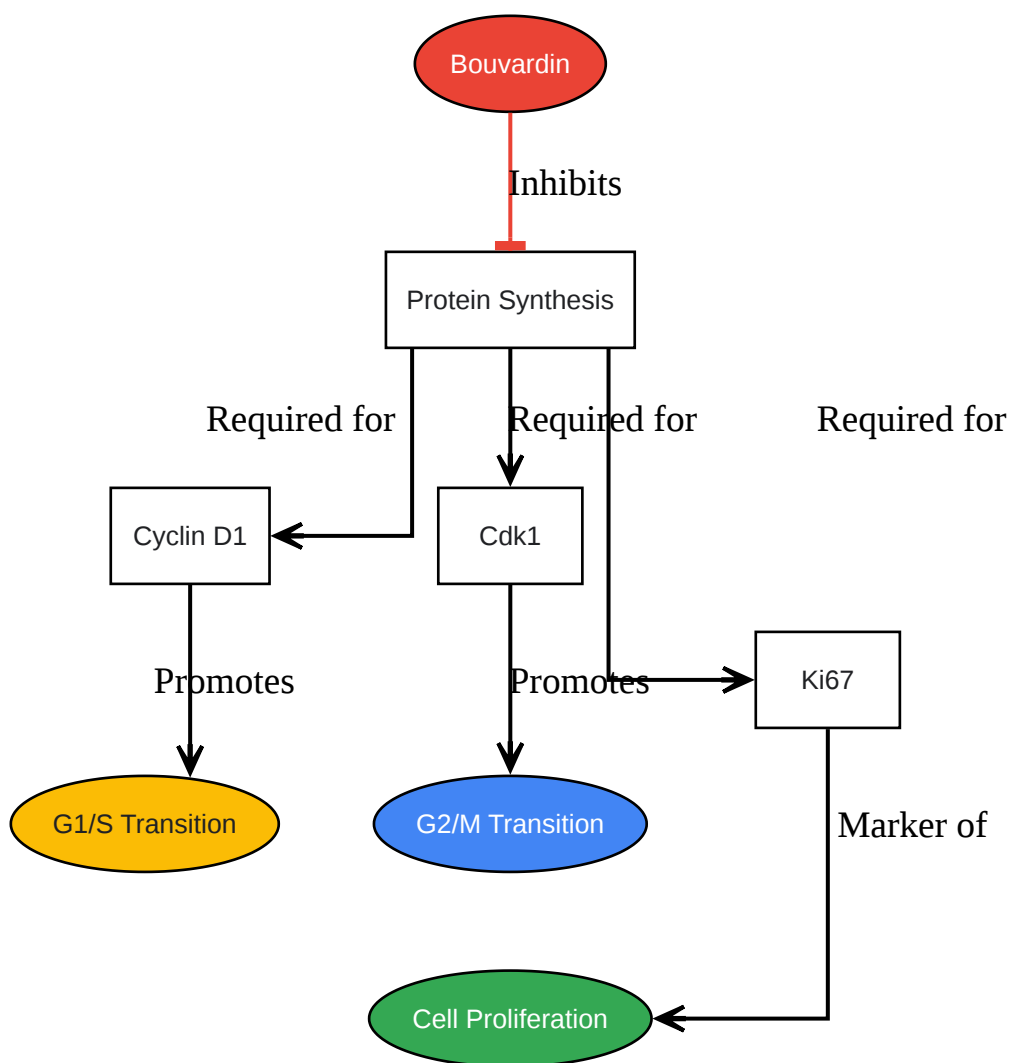 Bouvardin
Inhibits
Protein Synthesis
Required for
Required for
Required for
Cyclin D1
Cdk1
Ki67
Promotes
Promotes
G1/S Transition
G2/M Transition
Marker of
Cell Proliferation